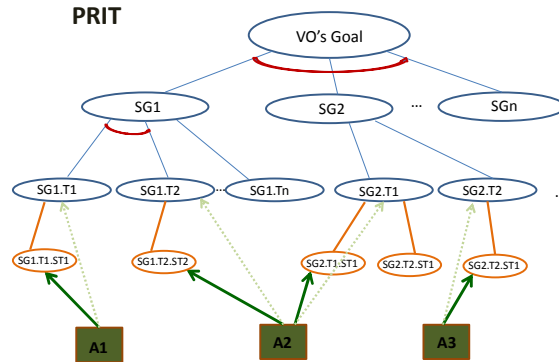 PRIT
VO's Goal
SG1
SG2
...
SGn
SG1.T1
SG1.T2
...
SG1.Tn
SG2.T1
SG2.T2
..
SG1.T1.ST1
SG1.T2.ST2
SG2.T1.ST1
SG2.T2.ST1
SG2.T2.ST1
A1
A2
A3